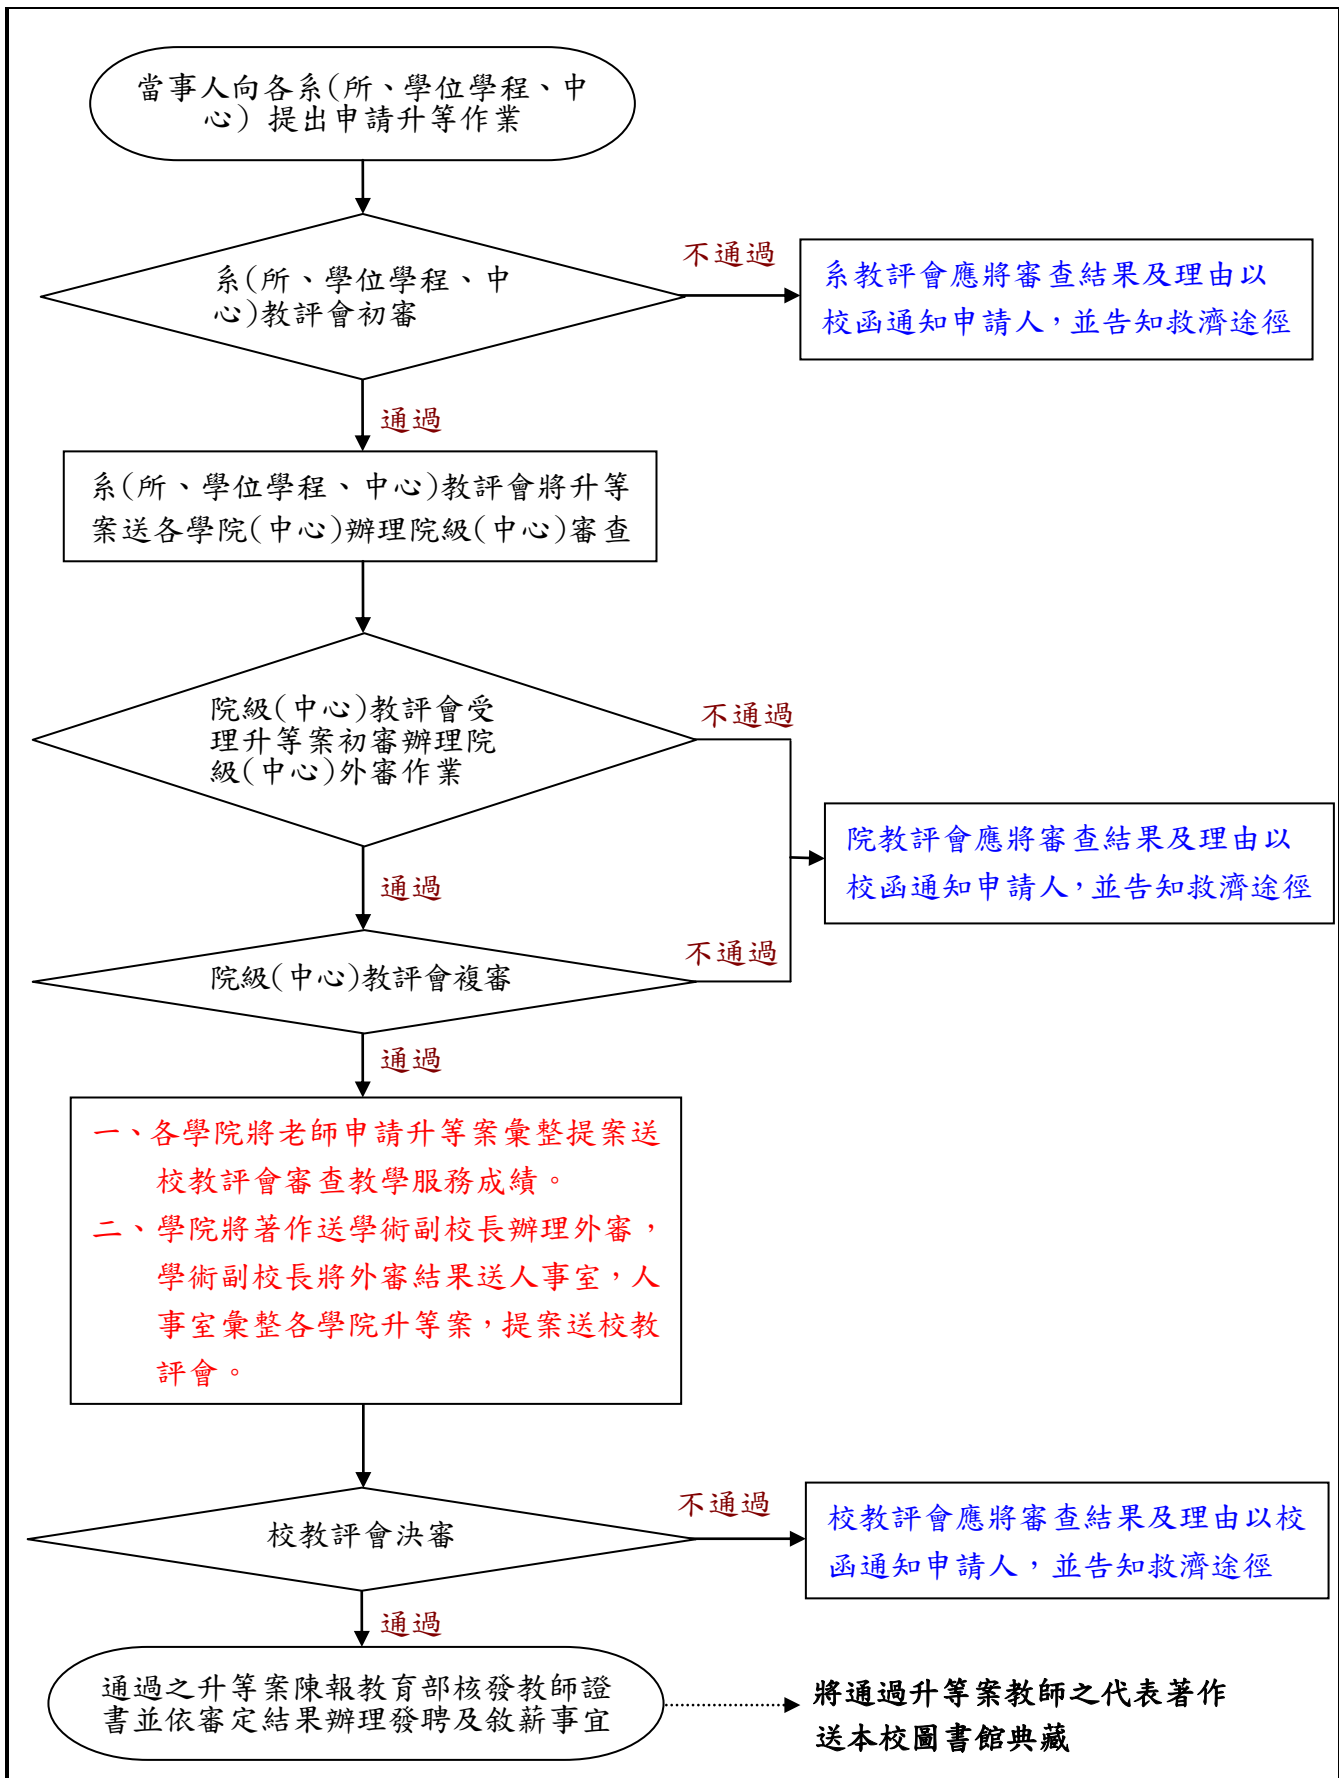 當事人向各系(所、學位學程、中
心）提出申請升等作業
系(所、學位學程、中
心)教評會初審
不通過
系教評會應將審查結果及理由以
校函通知申請人，並告知救濟途徑
通過
系(所、學位學程、中心)教評會將升等
案送各學院(中心)辦理院級(中心)審查
院級(中心)教評會受
理升等案初審辦理院
級(中心)外審作業
不通過
院教評會應將審查結果及理由以
校函通知申請人，並告知救濟途徑
通過
院級(中心)教評會複審
不通過
通過
一、各學院將老師申請升等案彙整提案送
校教評會審查教學服務成績。
二、學院將著作送學術副校長辦理外審，
學術副校長將外審結果送人事室，人
事室彙整各學院升等案，提案送校教
評會。
校教評會決審
不通過
校教評會應將審查結果及理由以校
函通知申請人，並告知救濟途徑
通過
通過之升等案陳報教育部核發教師證
書並依審定結果辦理發聘及敘薪事宜
將通過升等案教師之代表著作
送本校圖書館典藏